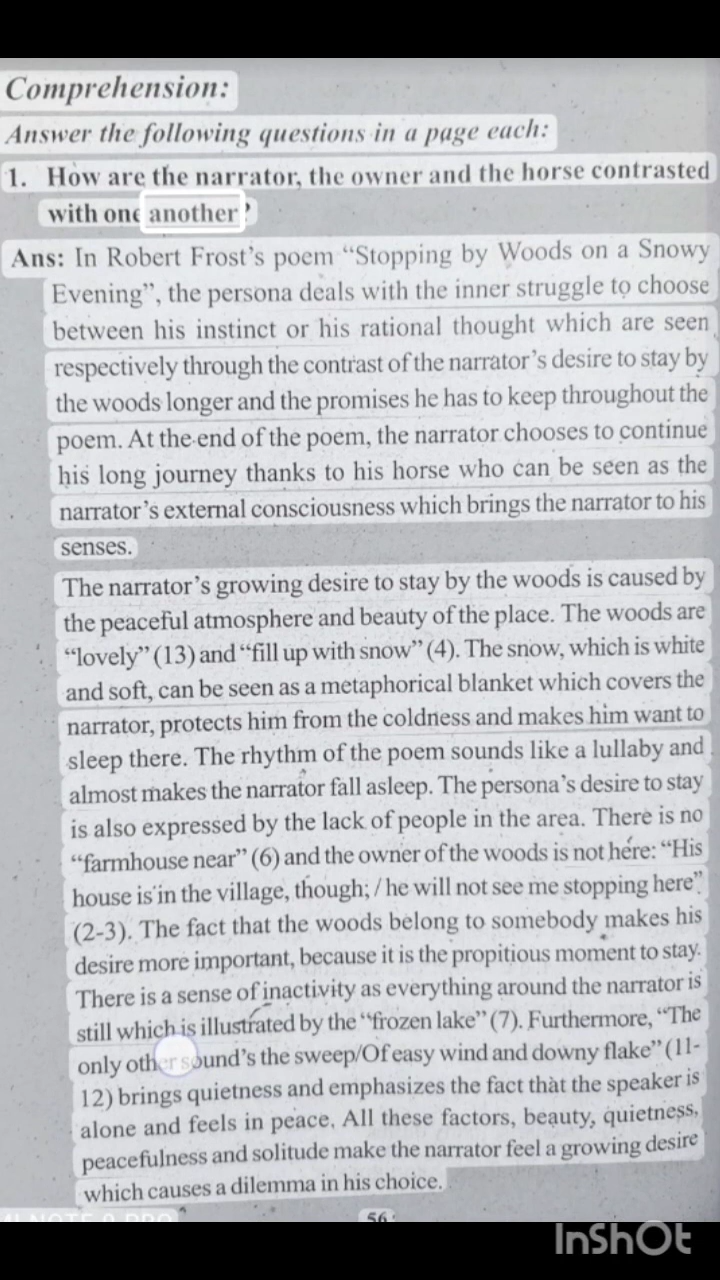 Comprehension:
Answer the following questions in a page each:
1. How are the narrator, the owner and the horse contrasted
with one another?
Ans: In Robert Frost's poem “Stopping by Woods on a Snowy
Evening”, the persona deals with the inner struggle to choose
between his instinct or his rational thought which are seen
respectively through the contrast of the narrator's desire to stay by
the woods longer and the promises he has to keep throughout the
poem. At the end of the poem, the narrator chooses to continue
his long journey thanks to his horse who can be seen as the
narrator's external consciousness which brings the narrator to his
senses.
The narrator's growing desire to stay by the woods is caused by
the peaceful atmosphere and beauty of the place. The woods are
“lovely” (13) and “fill up with snow” (4). The snow, which is white
and soft, can be seen as a metaphorical blanket which covers the
narrator, protects him from the coldness and makes him want to
sleep there. The rhythm of the poem sounds like a lullaby and
almost makes the narrator fall asleep. The persona's desire to stay
is also expressed by the lack of people in the area. There is no
“farmhouse near” (6) and the owner of the woods is not here: “His
house is in the village, though; / he will not see me stopping here”
(2-3). The fact that the woods belong to somebody makes his
desire more important, because it is the propitious moment to stay.
There is a sense of inactivity as everything around the narrator is
still which is illustrated by the “frozen lake” (7). Furthermore, “The
only other sound's the sweep/Of easy wind and downy flake” (11-
12) brings quietness and emphasizes the fact that the speaker is
alone and feels in peace. All these factors, beauty, quietness,
peacefulness and solitude make the narrator feel a growing desire
which causes a dilemma in his choice.
56
InShOt